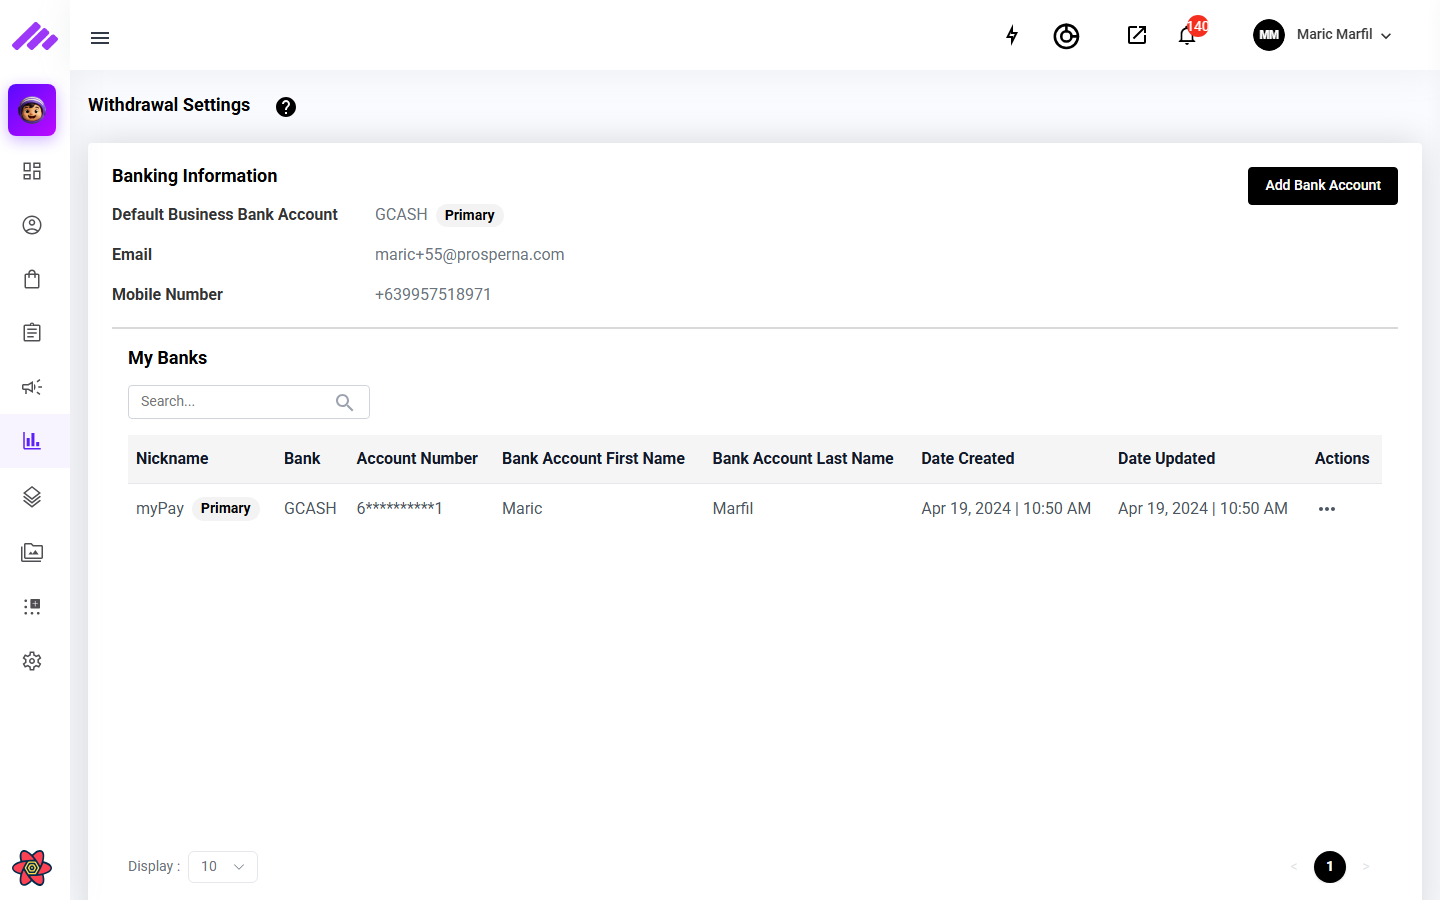 140
MM Maric Marfil
Withdrawal Settings ?
Banking Information
Add Bank Account
Default Business Bank Account GCASH Primary
Email maric+55@prosperna.com
Mobile Number +639957518971
My Banks
Search...
Nickname Bank Account Number Bank Account First Name Bank Account Last Name Date Created Date Updated Actions
myPay Primary GCASH 6**********1 Maric Marfil Apr 19, 2024 | 10:50 AM Apr 19, 2024 | 10:50 AM •••
Display : 10
< 1 >